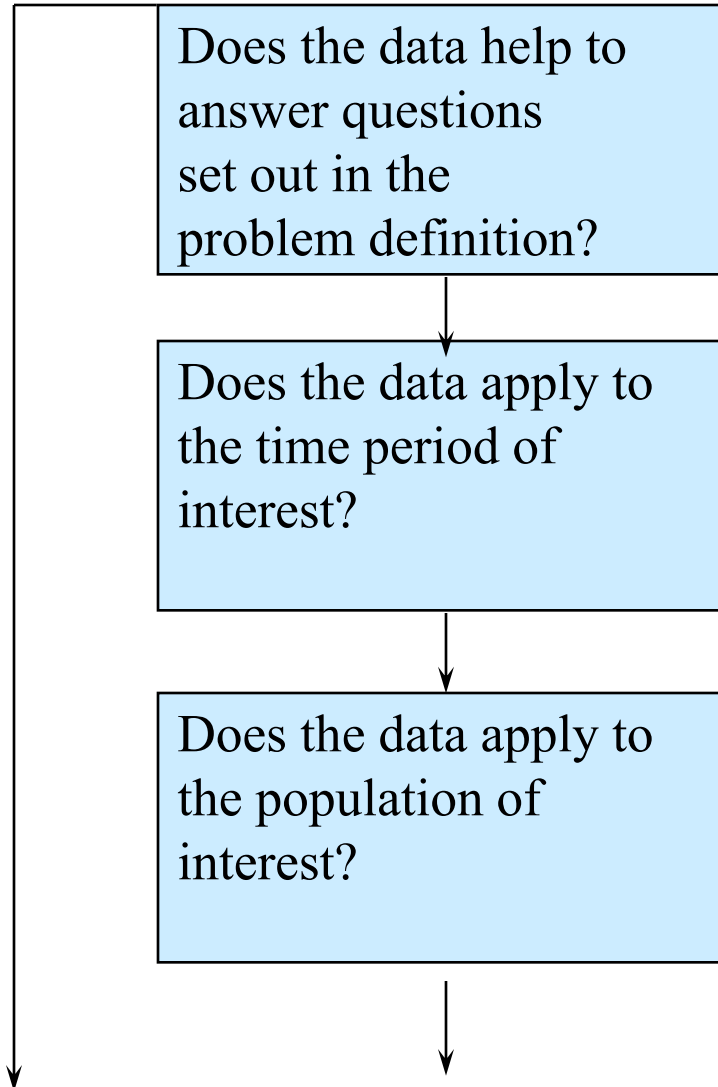 Does the data help to
answer questions
set out in the
problem definition?
Does the data apply to
the time period of
interest?
Does the data apply to
the population of
interest?